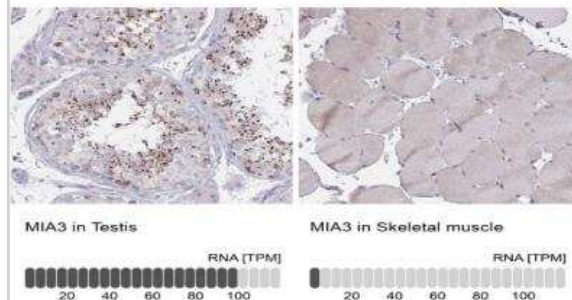 MIA3 in Testis
RNA [TPM]
20 40 60 80 100
MIA3 in Skeletal muscle
RNA [TPM]
20 40 60 80 100